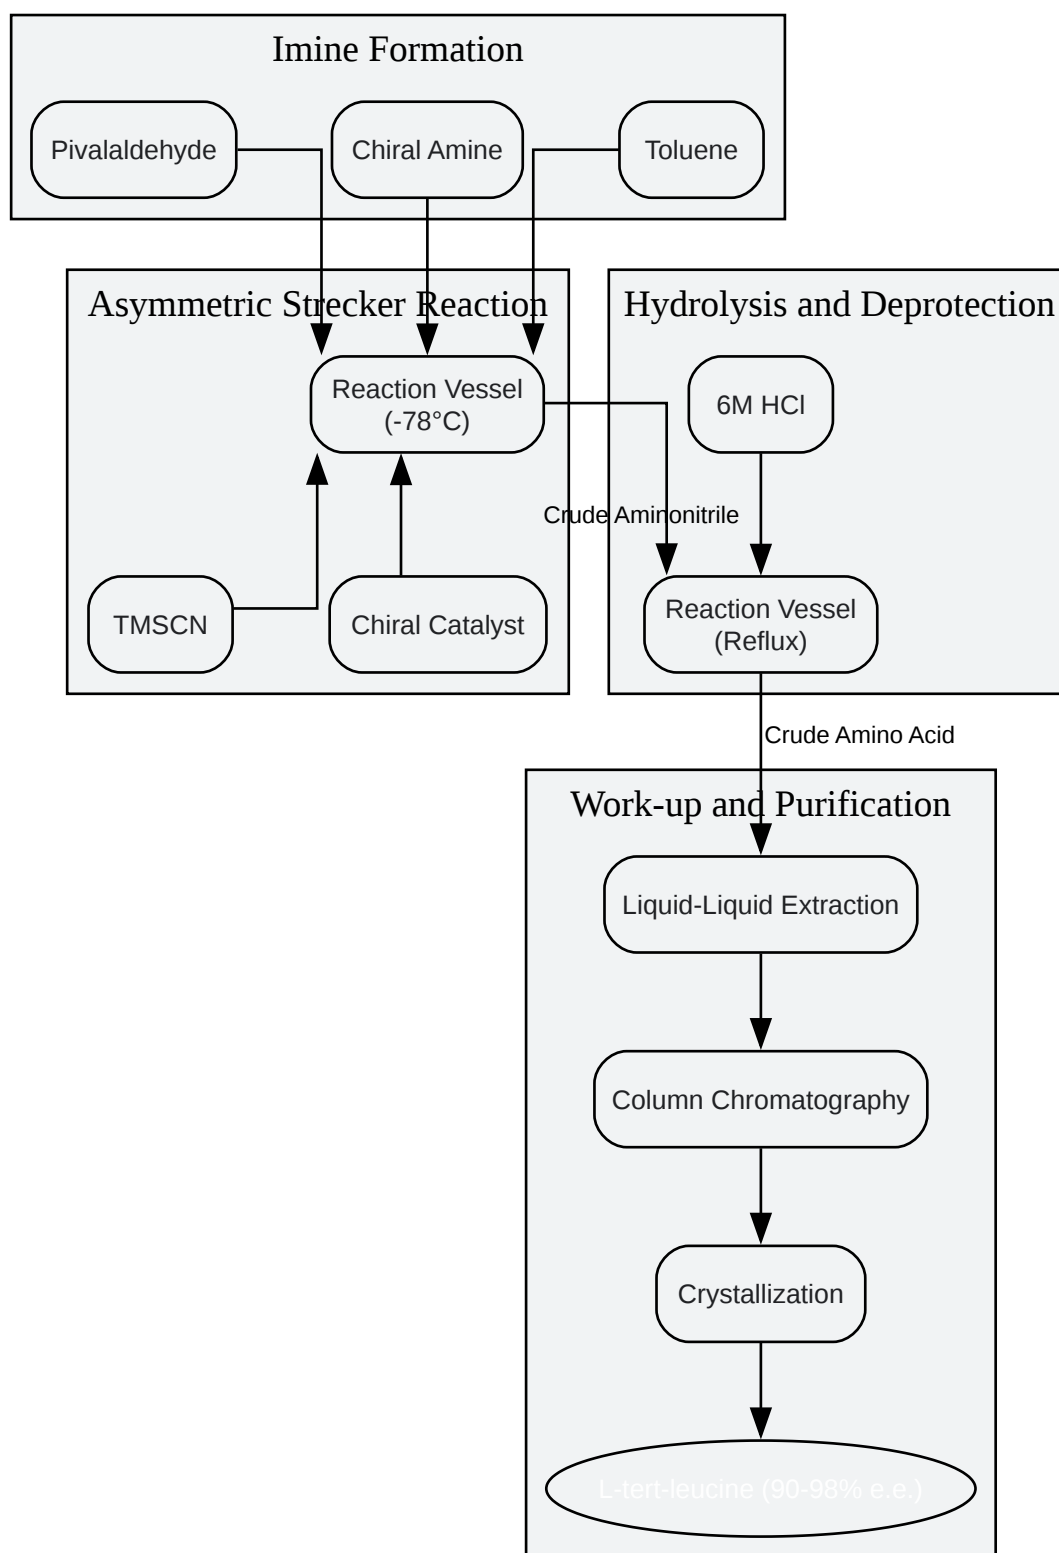 Imine Formation
Pivalaldehyde
Chiral Amine
Toluene
Asymmetric Strecker Reaction
Reaction Vessel
(-78°C)
TMSCN
Chiral Catalyst
Crude Aminonitrile
Hydrolysis and Deprotection
6M HCl
Reaction Vessel
(Reflux)
Crude Amino Acid
Work-up and Purification
Liquid-Liquid Extraction
Column Chromatography
Crystallization
L-tert-leucine (90-98% e.e.)